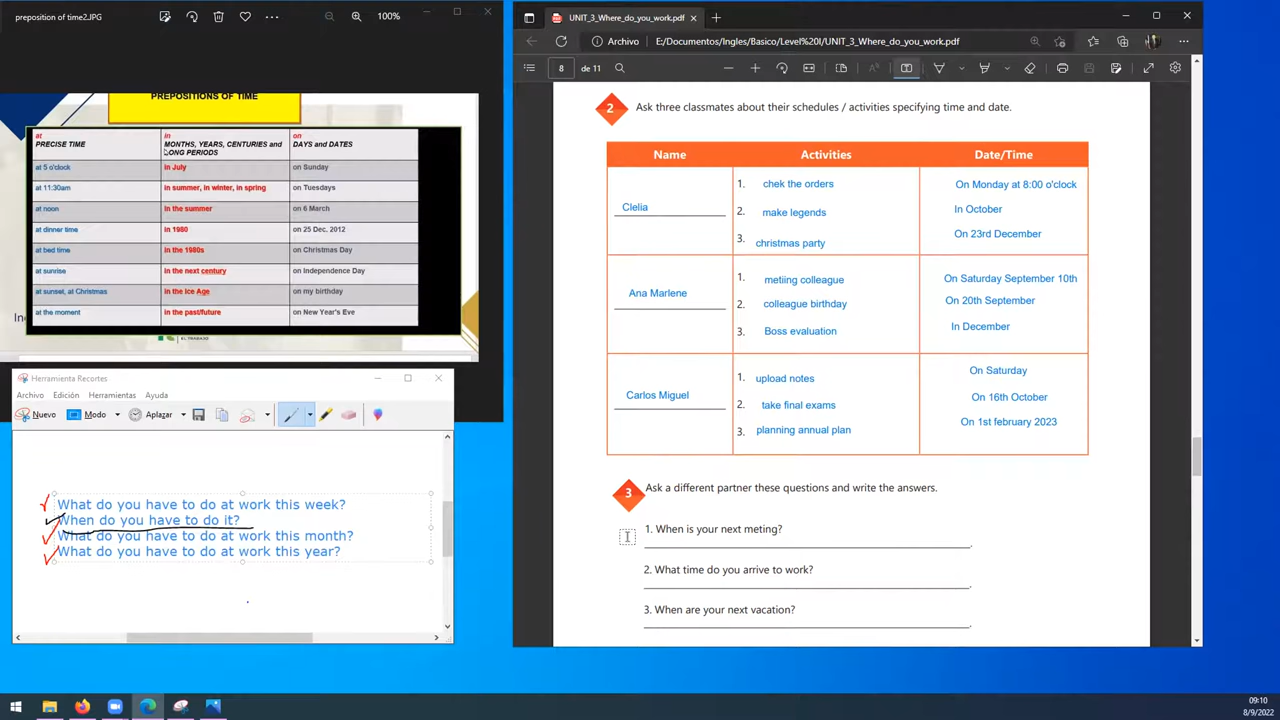 preposition of time2.JPG
100%
PREPOSITIONS OF TIME
at
PRECISE TIME
in
MONTHS, YEARS, CENTURIES and
LONG PERIODS
on
DAYS and DATES
at 5 o'clock
in July
on Sunday
at 11:30am
in summer, in winter, in spring
on Tuesdays
at noon
in the summer
on 6 March
at dinner time
in 1980
on 25 Dec. 2012
at bed time
in the 1980s
on Christmas Day
at sunrise
in the next century
on Independence Day
at sunset, at Christmas
in the Ice Age
on my birthday
at the moment
in the past/future
on New Year's Eve
EL TRABAJO
Herramienta Recortes
Archivo Edición Herramientas Ayuda
Nuevo Modo Aplazar
What do you have to do at work this week?
When do you have to do it?
What do you have to do at work this month?
What do you have to do at work this year?
UNIT_3_Where_do_you_work.pdf
Archivo E:/Documentos/Ingles/Basico/Level%20I/UNIT_3_Where_do_you_work.pdf
8 de 11
2 Ask three classmates about their schedules / activities specifying time and date.
Name Activities Date/Time
Clelia
1. chek the orders
2. make legends
3. christmas party
On Monday at 8:00 o'clock
In October
On 23rd December
Ana Marlene
1. metiing colleague
2. colleague birthday
3. Boss evaluation
On Saturday September 10th
On 20th September
In December
Carlos Miguel
1. upload notes
2. take final exams
3. planning annual plan
On Saturday
On 16th October
On 1st february 2023
3 Ask a different partner these questions and write the answers.
1. When is your next meting?
2. What time do you arrive to work?
3. When are your next vacation?
09:10
8/9/2022